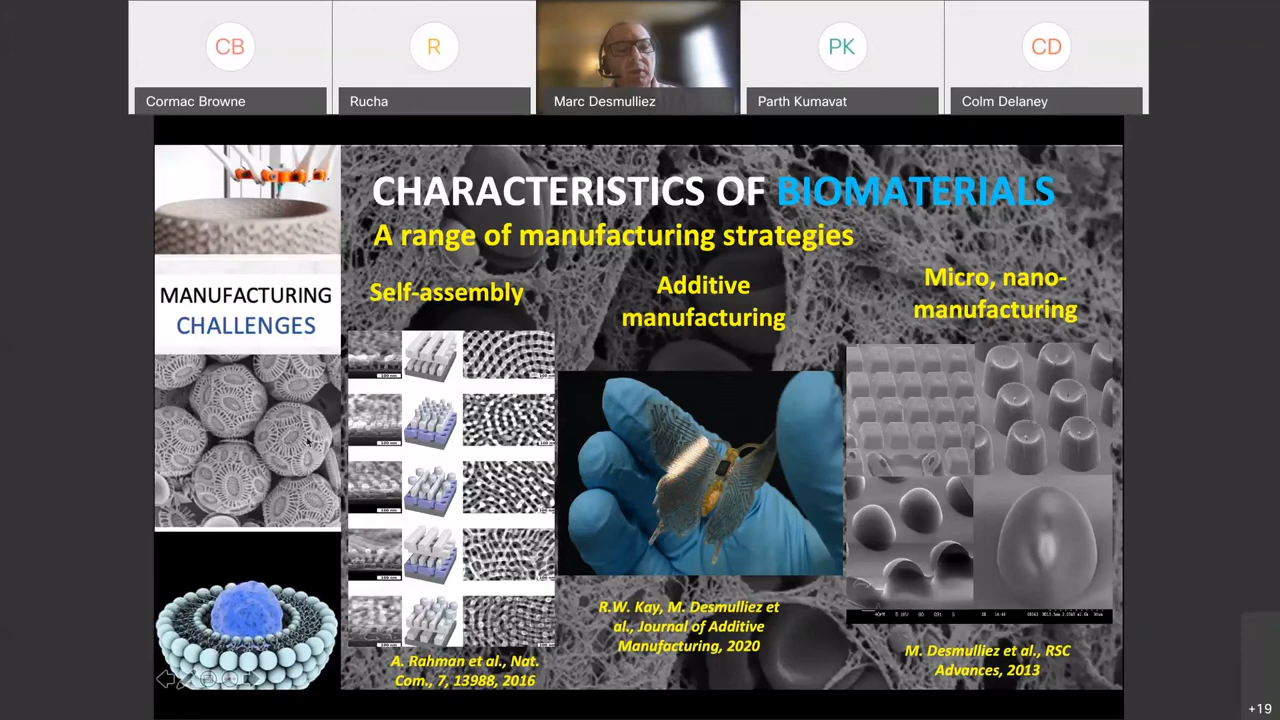 CB
R
PK
CD
Cormac Browne
Rucha
Marc Desmulliez
Parth Kumavat
Colm Delaney
CHARACTERISTICS OF BIOMATERIALS
A range of manufacturing strategies
MANUFACTURING
CHALLENGES
Self-assembly
Additive
manufacturing
Micro, nano-
manufacturing
A. Rahman et al., Nat.
Com., 7, 13988, 2016
R.W. Kay, M. Desmulliez et
al., Journal of Additive
Manufacturing, 2020
M. Desmulliez et al., RSC
Advances, 2013
+19